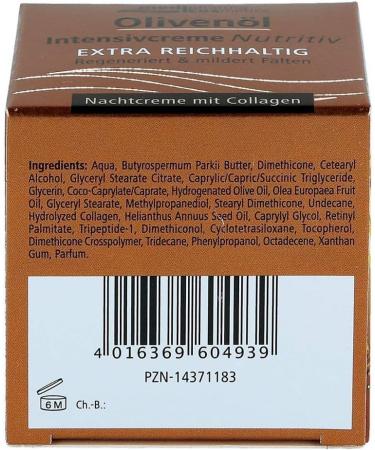 Olivenöl
Intensivcreme Nutritiv
EXTRA REICHHALTIG
Regeneriert & mildert Falten
Nachtcreme mit Collagen
Ingredients: Aqua, Butyrospermum Parkii Butter, Dimethicone, Cetearyl
Alcohol, Glyceryl Stearate Citrate, Caprylic/Capric/Succinic Triglyceride,
Glycerin, Coco-Caprylate/Caprate, Hydrogenated Olive Oil, Olea Europaea Fruit
Oil, Glyceryl Stearate, Methylpropanediol, Stearyl Dimethicone, Undecane,
Hydrolyzed Collagen, Helianthus Annuus Seed Oil, Caprylyl Glycol, Retinyl
Palmitate, Tripeptide-1, Dimethiconol, Cyclotetrasiloxane, Tocopherol,
Dimethicone Crosspolymer, Tridecane, Phenylpropanol, Octadecene, Xanthan
Gum, Parfum.
4 016369 604939
PZN-14371183
6 M
Ch.-B.: